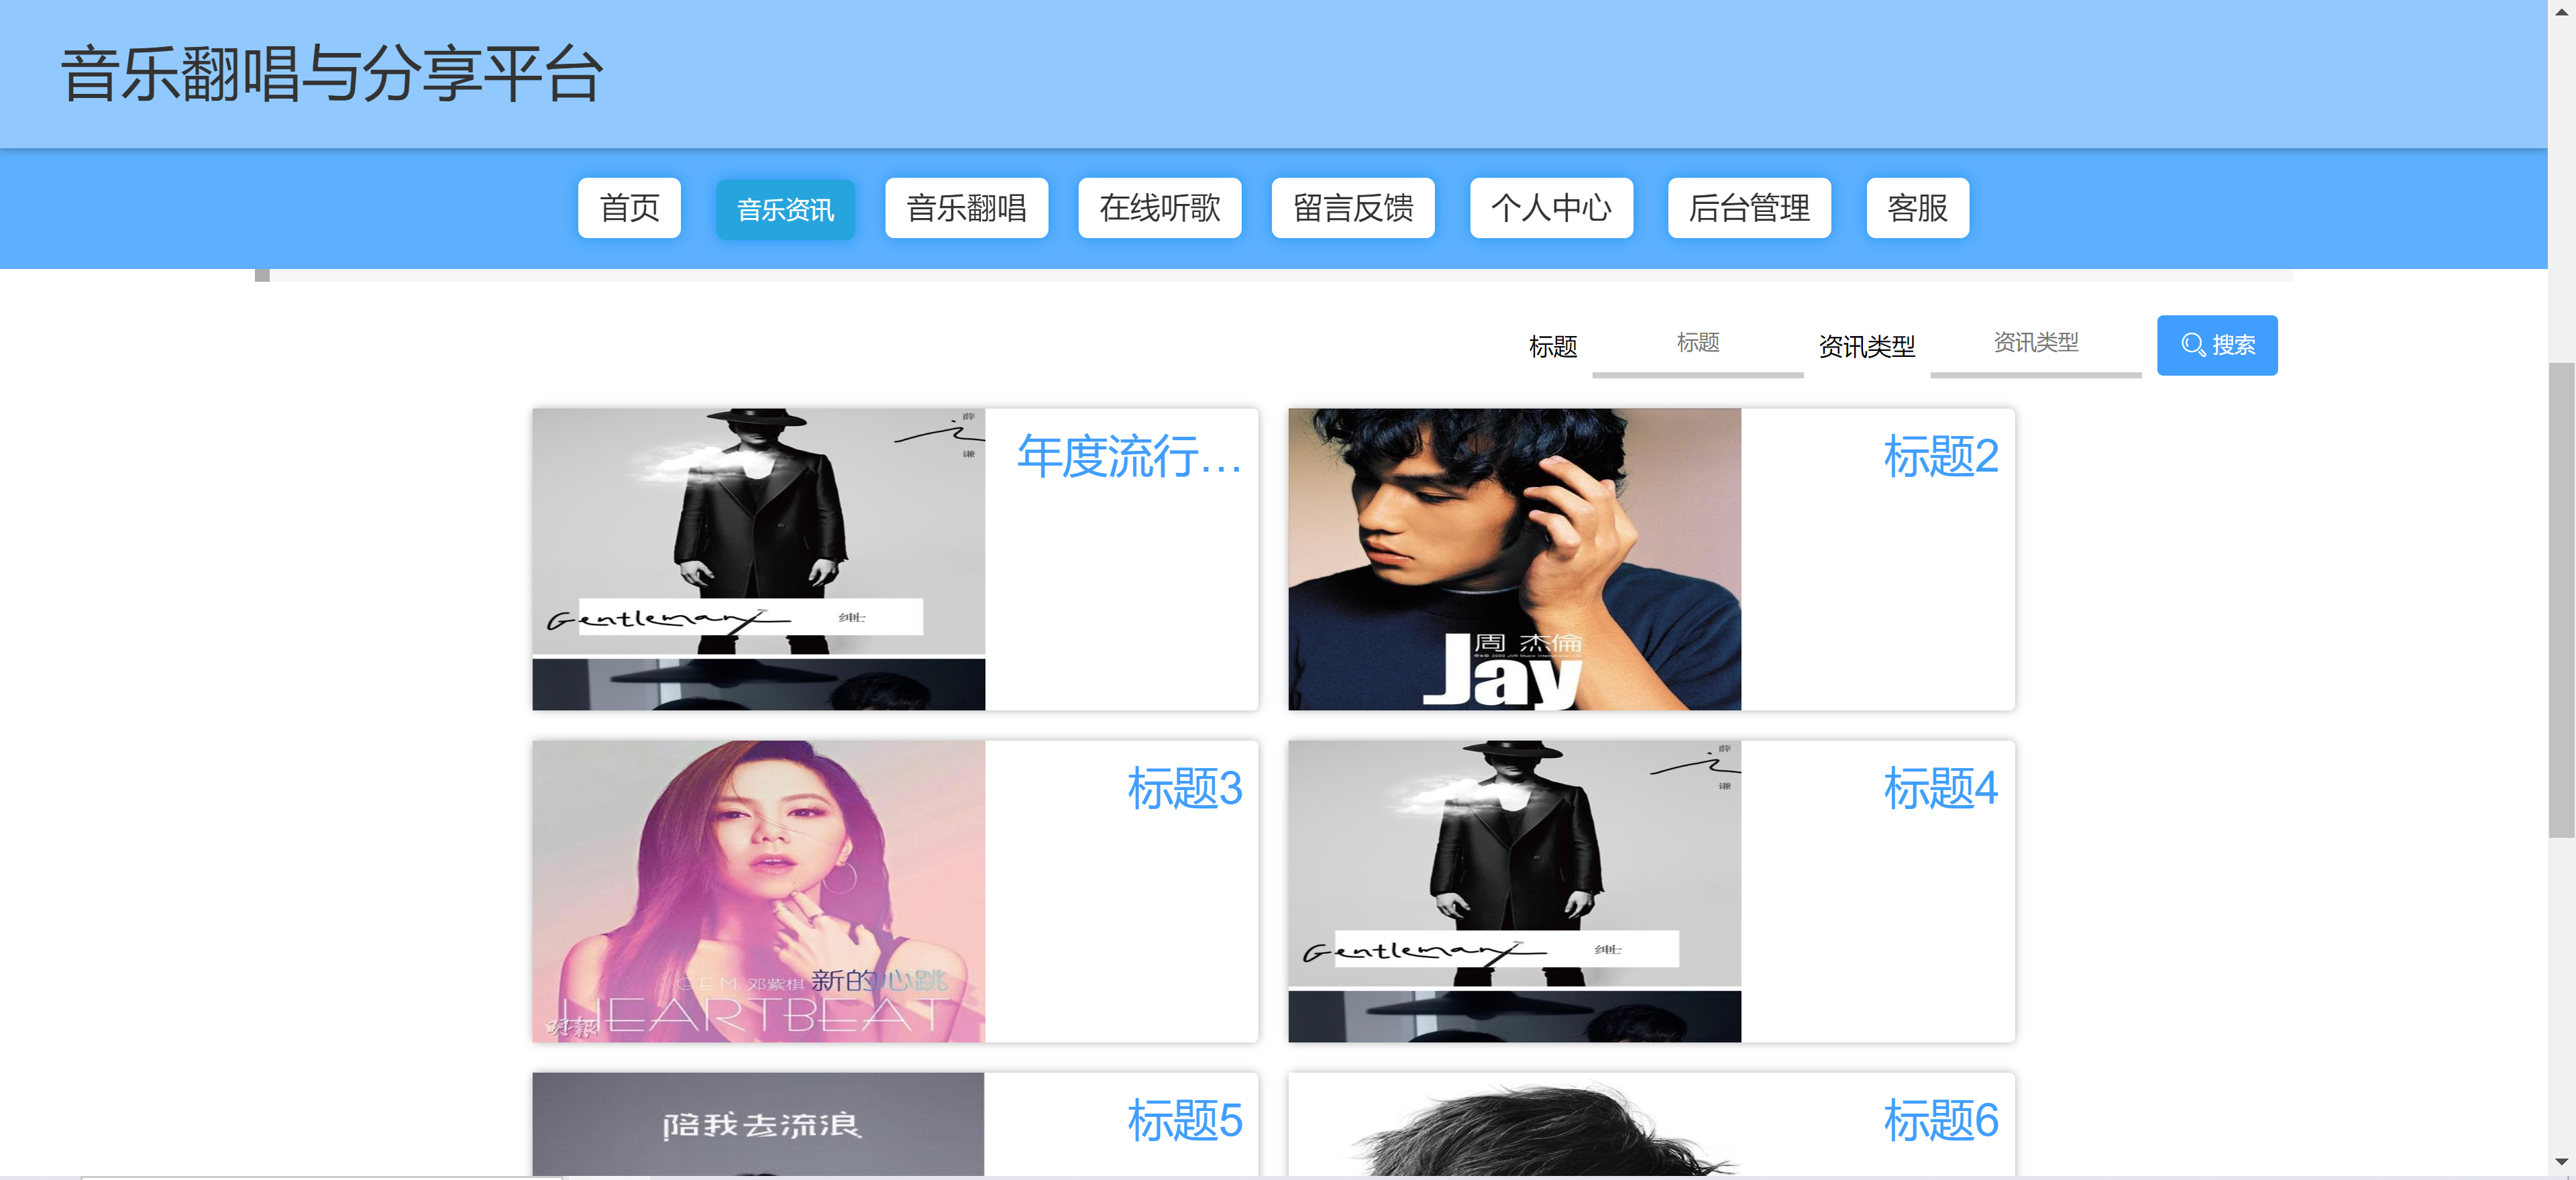 音乐翻唱与分享平台
首页 音乐资讯 音乐翻唱 在线听歌 留言反馈 个人中心 后台管理 客服
标题 标题 资讯类型 资讯类型 搜索
薛
谦
Gentleman 绅士
年度流行...
周杰倫
Jay
标题2
G.E.M. 邓紫棋 新的心跳
HEARTBEAT
明報
标题3
薛
谦
Gentleman 绅士
标题4
陪我去流浪
标题5
标题6